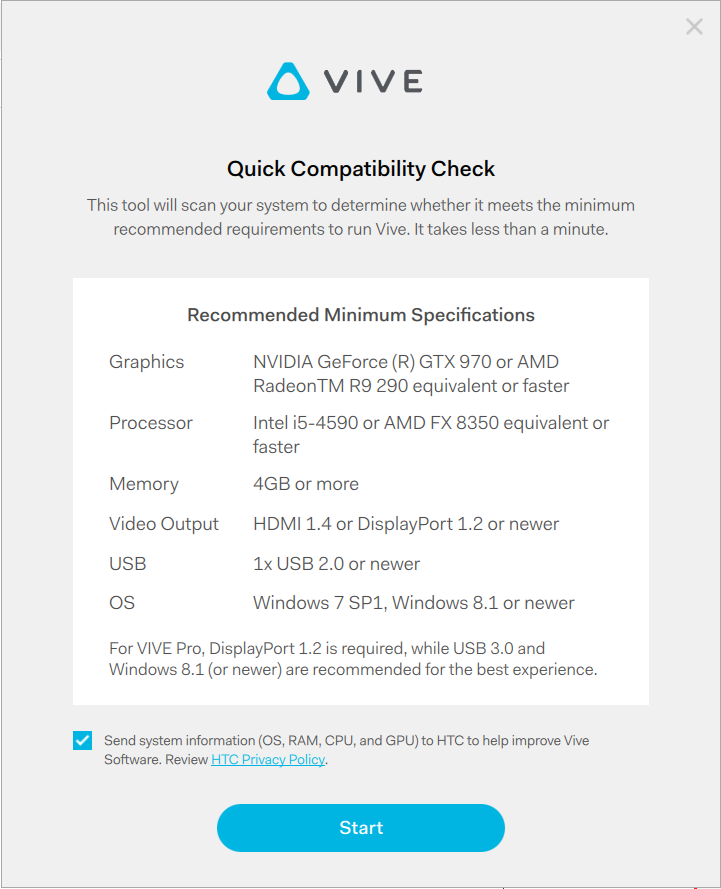 VIVE
Quick Compatibility Check
This tool will scan your system to determine whether it meets the minimum
recommended requirements to run Vive. It takes less than a minute.
Recommended Minimum Specifications
Graphics NVIDIA GeForce (R) GTX 970 or AMD
RadeonTM R9 290 equivalent or faster
Processor Intel i5-4590 or AMD FX 8350 equivalent or
faster
Memory 4GB or more
Video Output HDMI 1.4 or DisplayPort 1.2 or newer
USB 1x USB 2.0 or newer
OS Windows 7 SP1, Windows 8.1 or newer
For VIVE Pro, DisplayPort 1.2 is required, while USB 3.0 and
Windows 8.1 (or newer) are recommended for the best experience.
Send system information (OS, RAM, CPU, and GPU) to HTC to help improve Vive
Software. Review HTC Privacy Policy.
Start